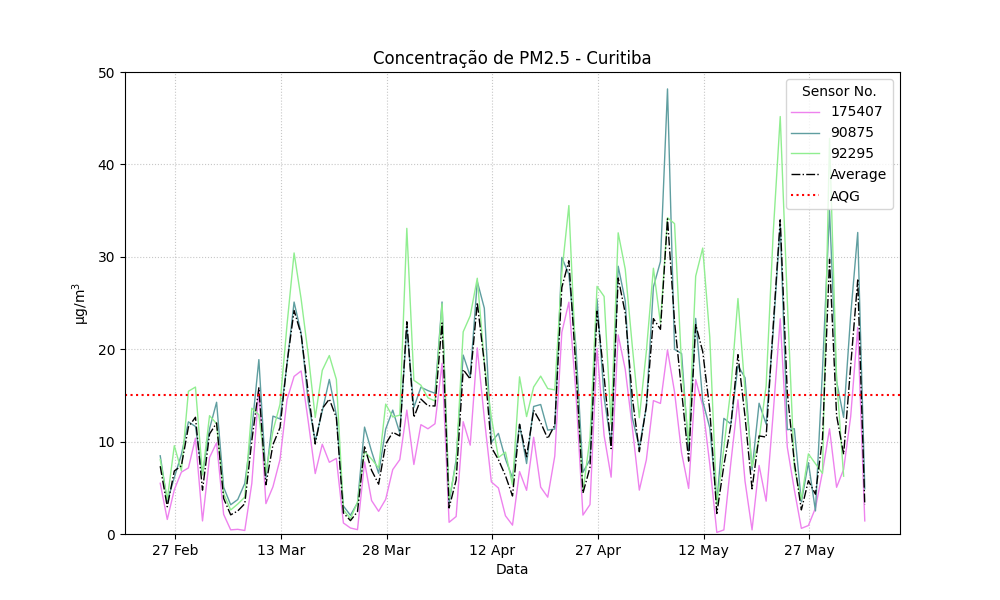 Concentração de PM2.5 - Curitiba
50
40
30
20
10
0
µg/m³
27 Feb
13 Mar
28 Mar
12 Apr
27 Apr
12 May
27 May
Data
Sensor No.
175407
90875
92295
Average
AQG